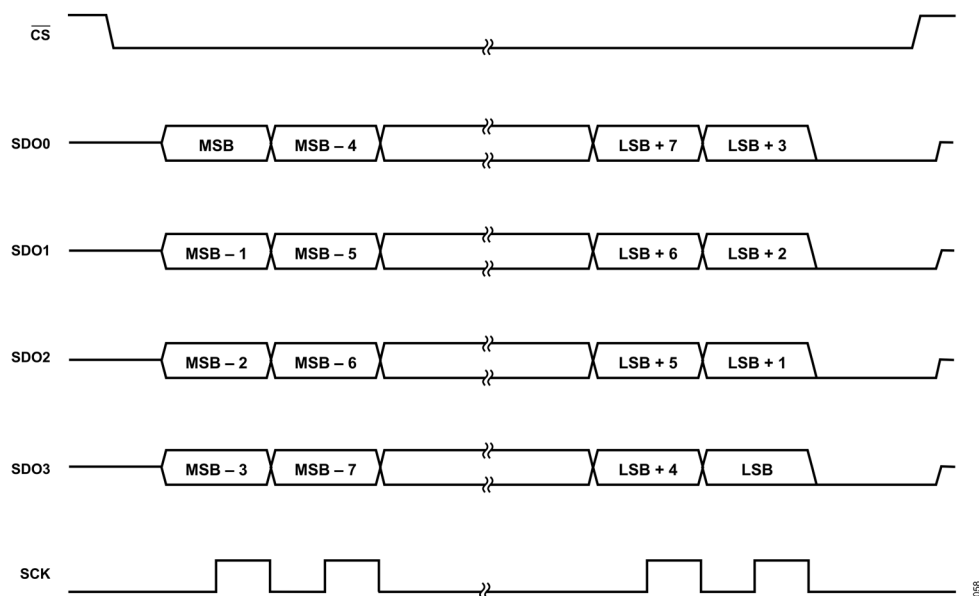 CS
SDO0 MSB MSB – 4 LSB + 7 LSB + 3
SDO1 MSB – 1 MSB – 5 LSB + 6 LSB + 2
SDO2 MSB – 2 MSB – 6 LSB + 5 LSB + 1
SDO3 MSB – 3 MSB – 7 LSB + 4 LSB
SCK
058